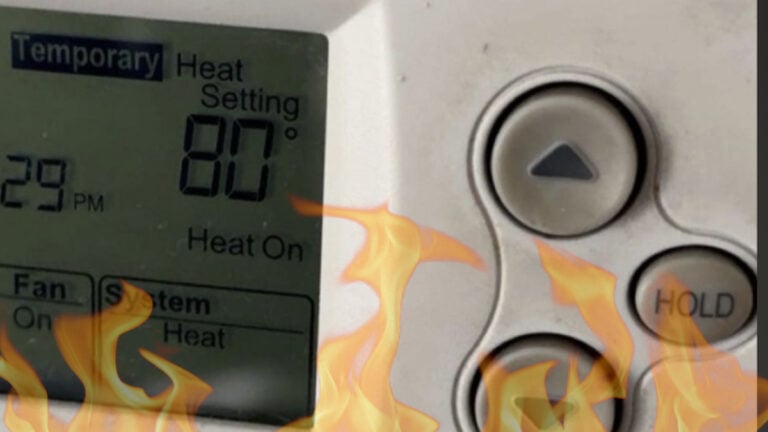 Temporary Heat
Setting
80°
29 PM
Heat On
Fan System
On Heat
HOLD